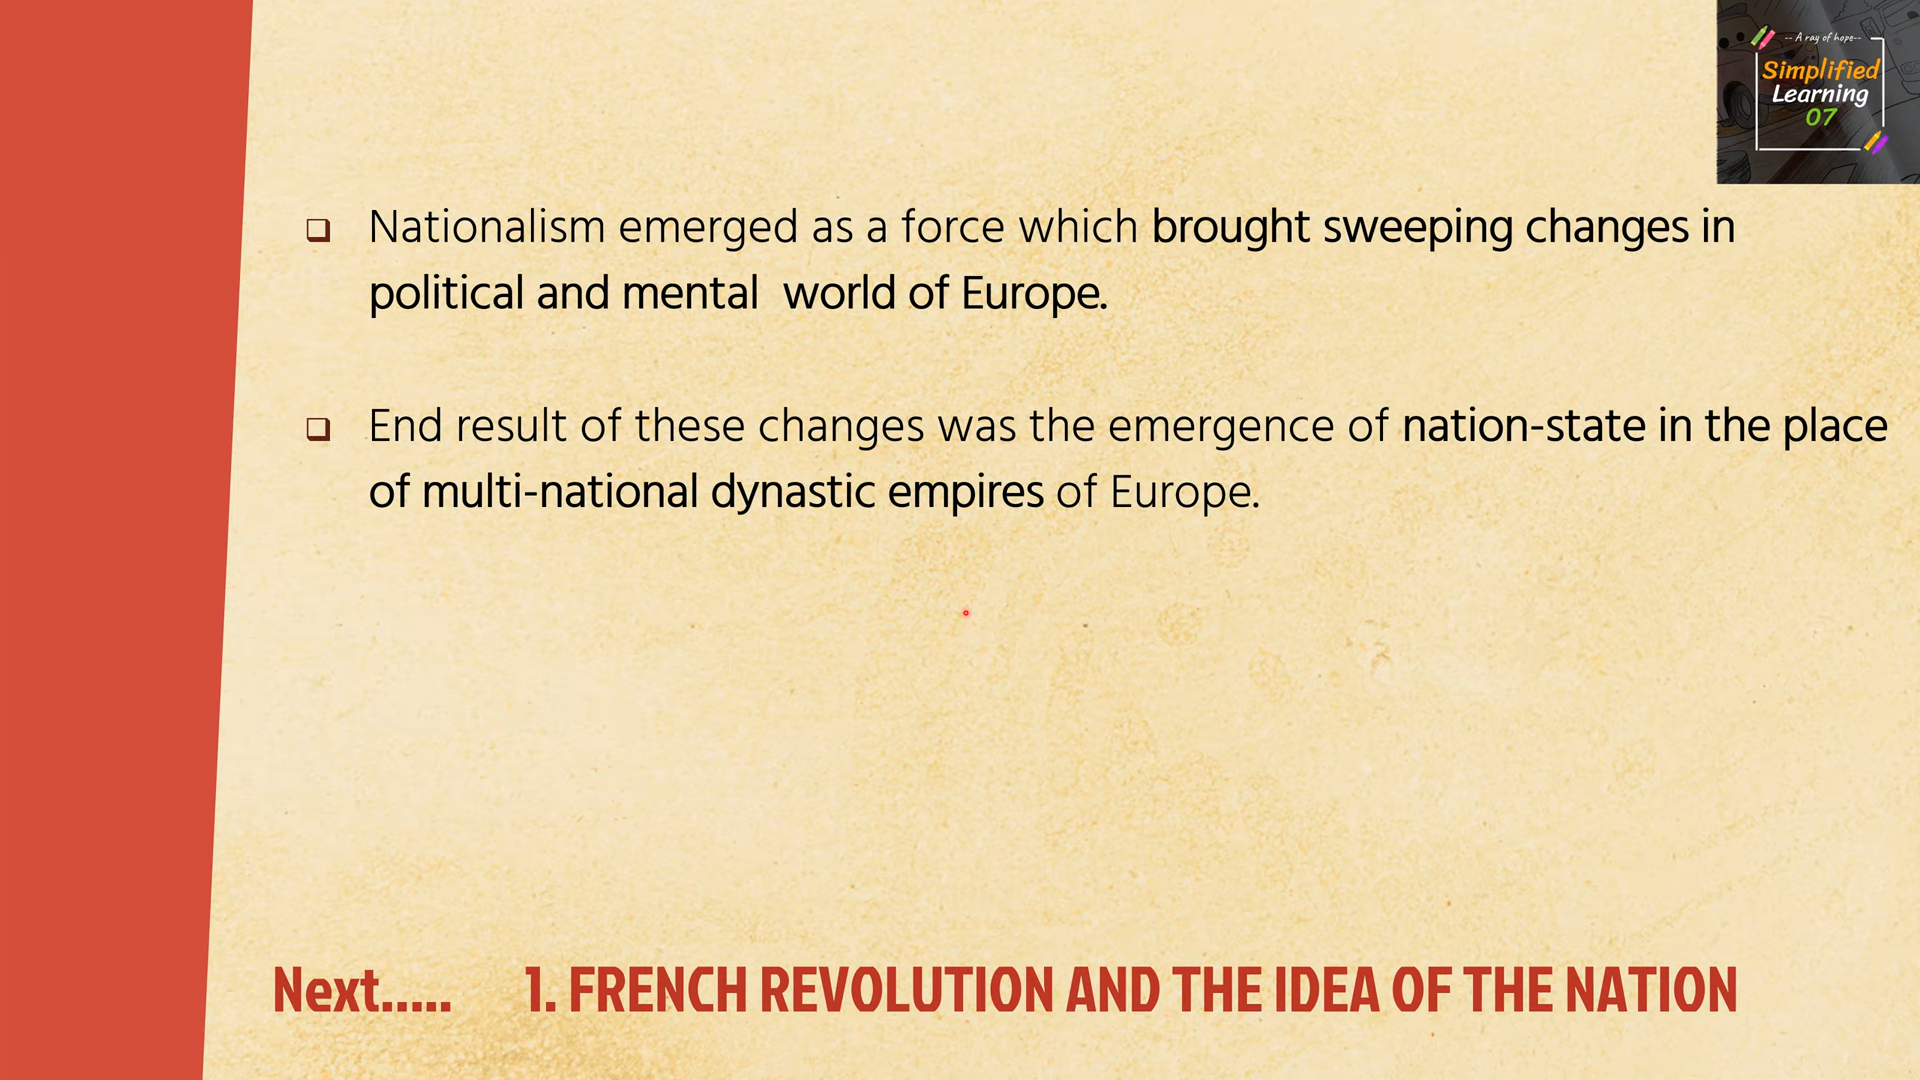 -- A ray of hope--
Simplified
Learning
07
Nationalism emerged as a force which brought sweeping changes in
political and mental  world of Europe.
End result of these changes was the emergence of nation-state in the place
of multi-national dynastic empires of Europe.
Next..... 1. FRENCH REVOLUTION AND THE IDEA OF THE NATION